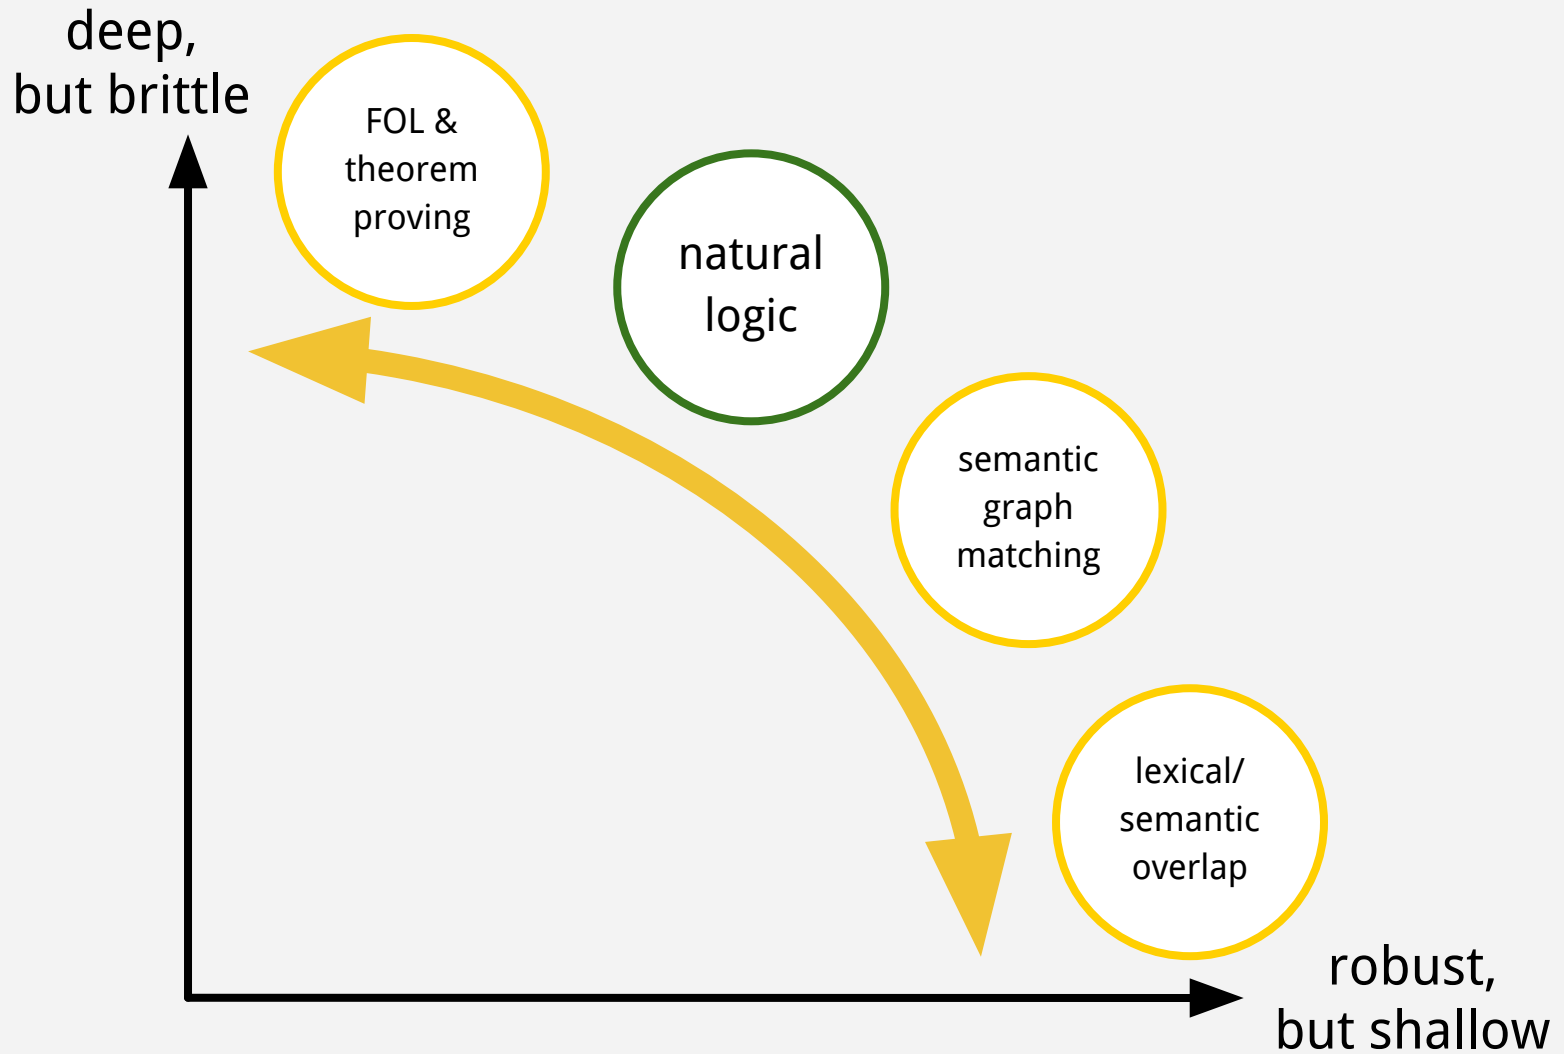 deep,
but brittle
FOL &
theorem
proving
natural
logic
semantic
graph
matching
lexical/
semantic
overlap
robust,
but shallow